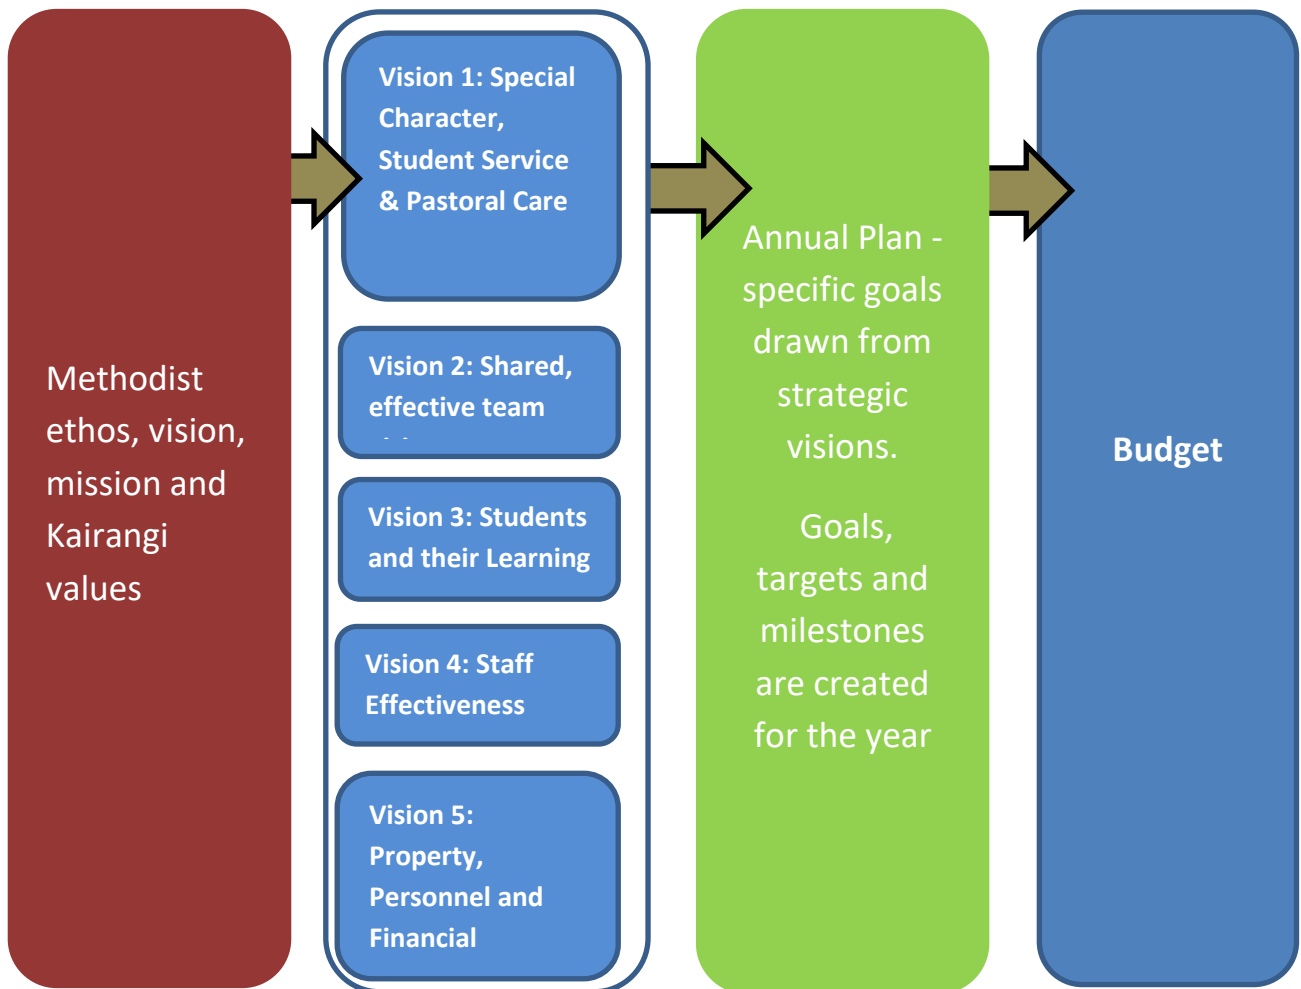 Methodist
ethos, vision,
mission and
Kairangi
values
Vision 1: Special
Character,
Student Service
& Pastoral Care
Vision 2: Shared,
effective team
Vision 3: Students
and their Learning
Vision 4: Staff
Effectiveness
Vision 5:
Property,
Personnel and
Financial
Annual Plan -
specific goals
drawn from
strategic
visions.
Goals,
targets and
milestones
are created
for the year
Budget